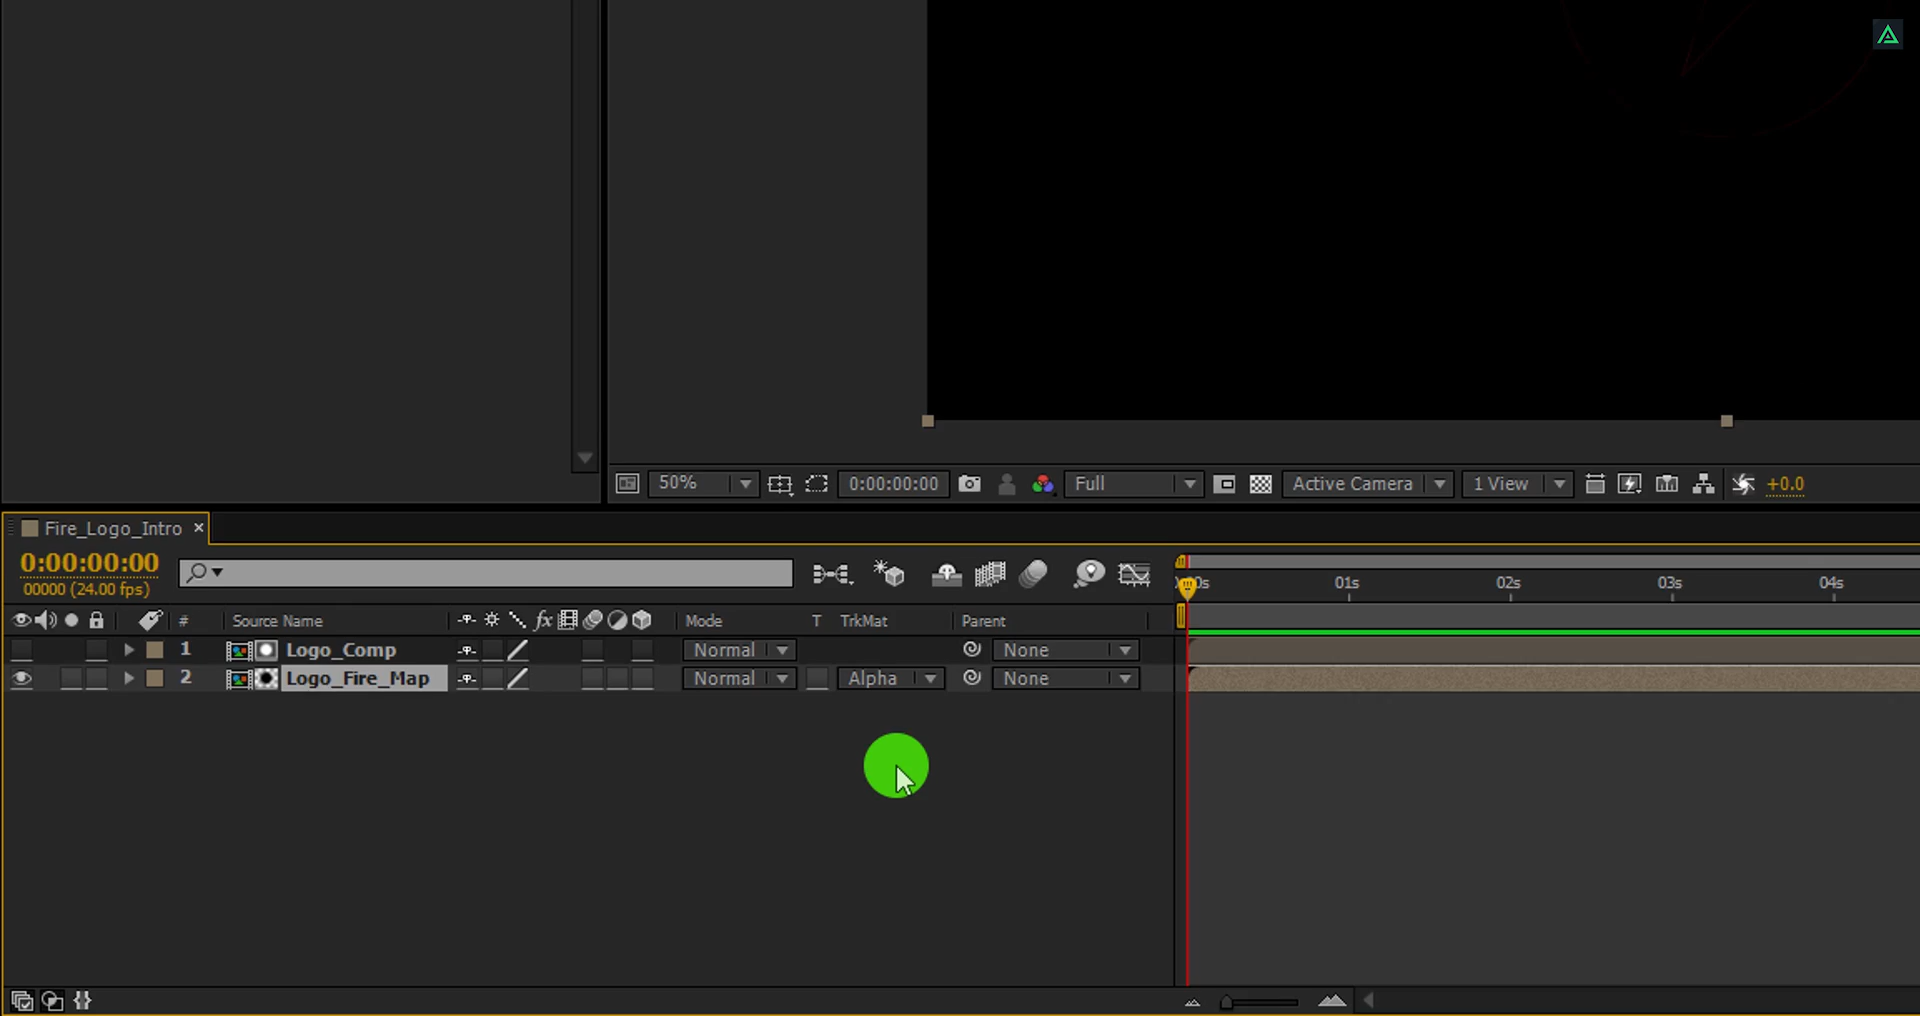 50%
0:00:00:00
Full
Active Camera
1 View
+0.0
Fire_Logo_Intro
0:00:00:00
00000 (24.00 fps)
01s
02s
03s
04s
# Source Name
fx
Mode
T TrkMat
Parent
1 Logo_Comp Normal None
2 Logo_Fire_Map Normal Alpha None